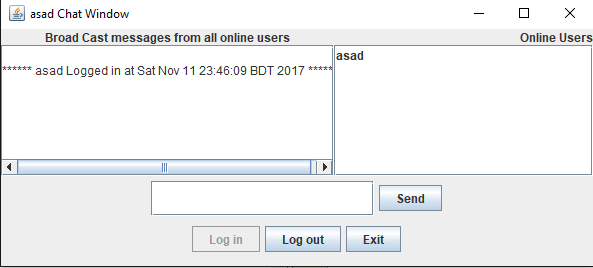 asad Chat Window
Broad Cast messages from all online users
Online Users
****** asad Logged in at Sat Nov 11 23:46:09 BDT 2017 *****
asad
Send
Log in
Log out
Exit